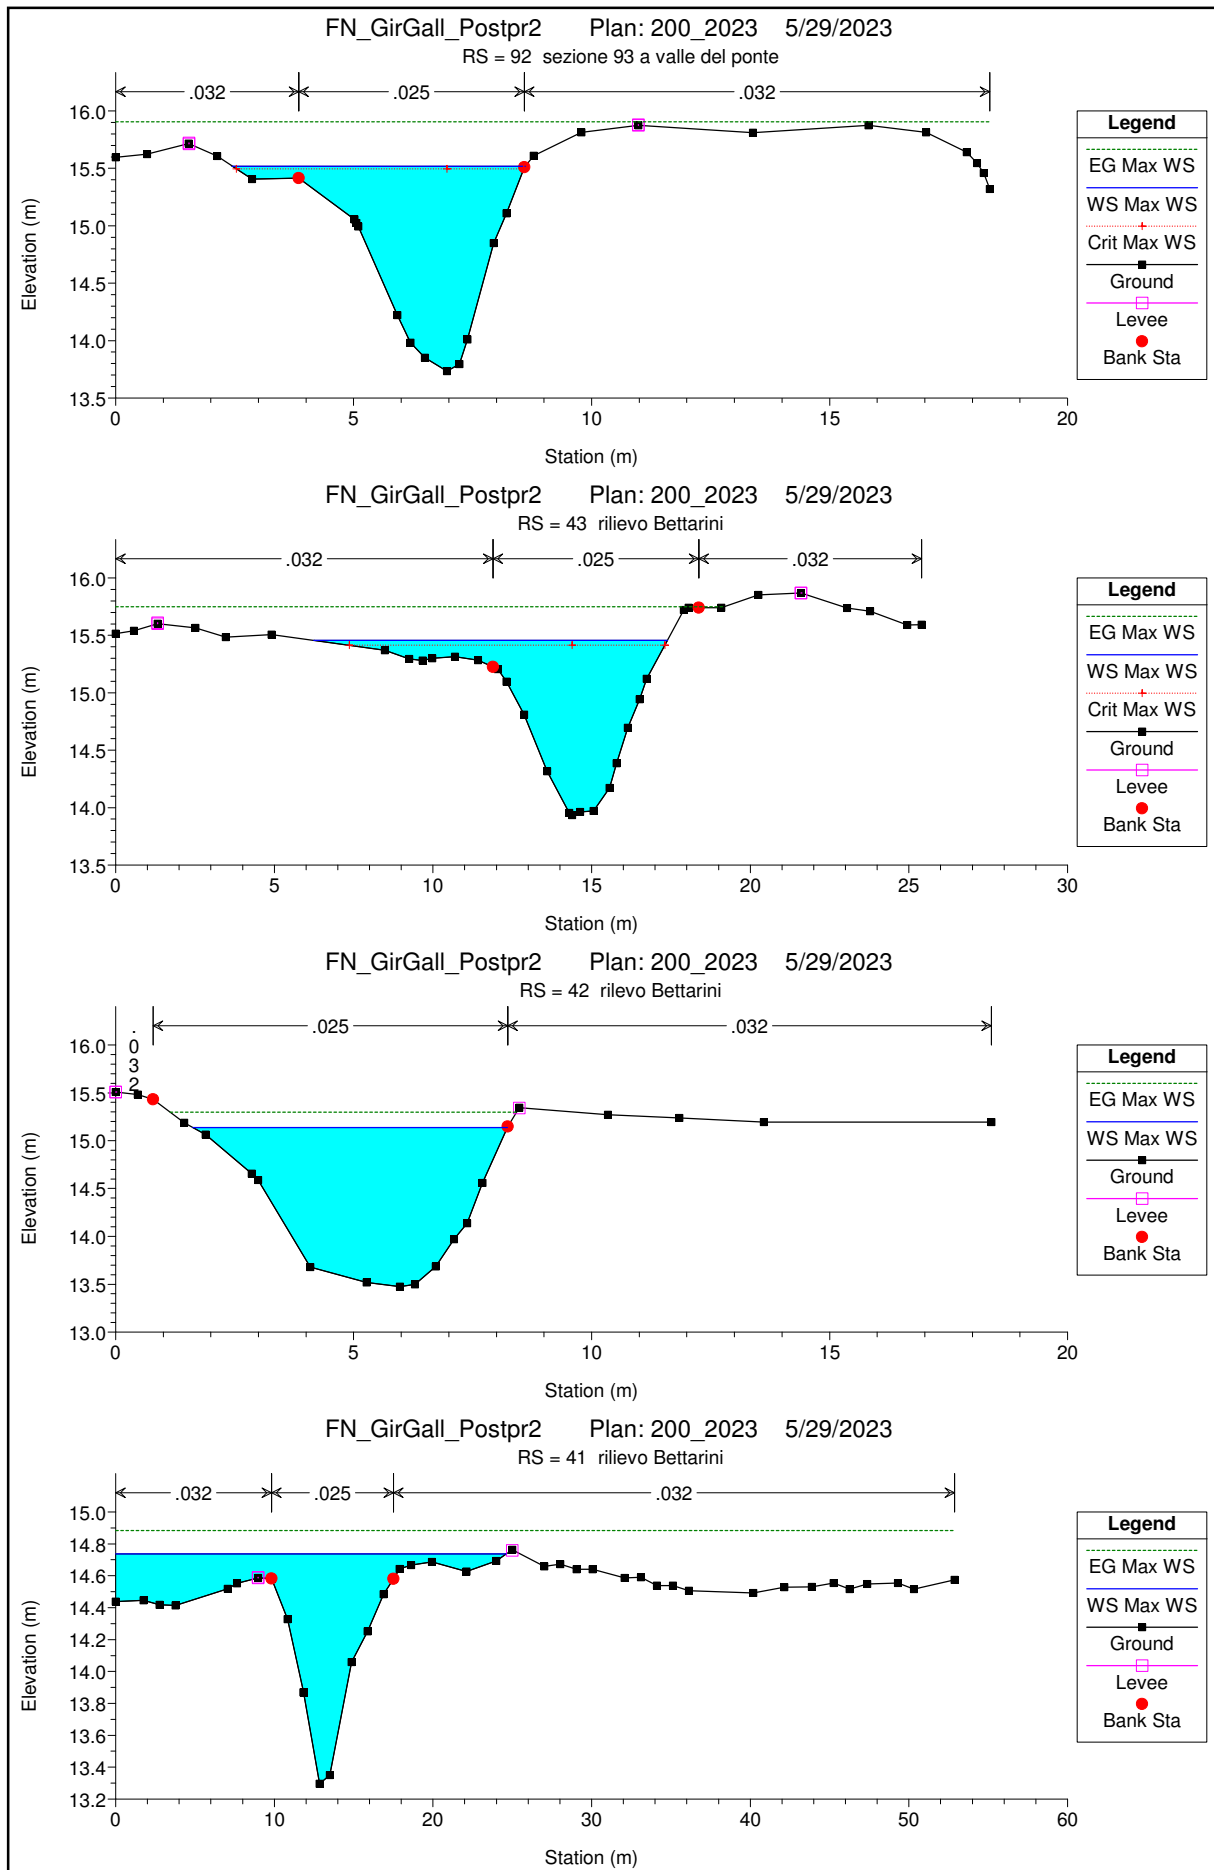 FN_GirGall_Postpr2 Plan: 200_2023 5/29/2023
RS = 92 sezione 93 a valle del ponte
.032 .025 .032
16.0
15.5
15.0
14.5
14.0
13.5
Elevation (m)
0 5 10 15 20
Station (m)
Legend
EG Max WS
WS Max WS
Crit Max WS
Ground
Levee
Bank Sta
FN_GirGall_Postpr2 Plan: 200_2023 5/29/2023
RS = 43 rilievo Bettarini
.032 .025 .032
16.0
15.5
15.0
14.5
14.0
13.5
Elevation (m)
0 5 10 15 20 25 30
Station (m)
Legend
EG Max WS
WS Max WS
Crit Max WS
Ground
Levee
Bank Sta
FN_GirGall_Postpr2 Plan: 200_2023 5/29/2023
RS = 42 rilevo Bettarini
.032 .025 .032
16.0
15.5
15.0
14.5
14.0
13.5
13.0
Elevation (m)
0 5 10 15 20
Station (m)
Legend
EG Max WS
WS Max WS
Ground
Levee
Bank Sta
FN_GirGall_Postpr2 Plan: 200_2023 5/29/2023
RS = 41 rilievo Bettarini
.032 .025 .032
15.0
14.8
14.6
14.4
14.2
14.0
13.8
13.6
13.4
13.2
Elevation (m)
0 10 20 30 40 50 60
Station (m)
Legend
EG Max WS
WS Max WS
Ground
Levee
Bank Sta